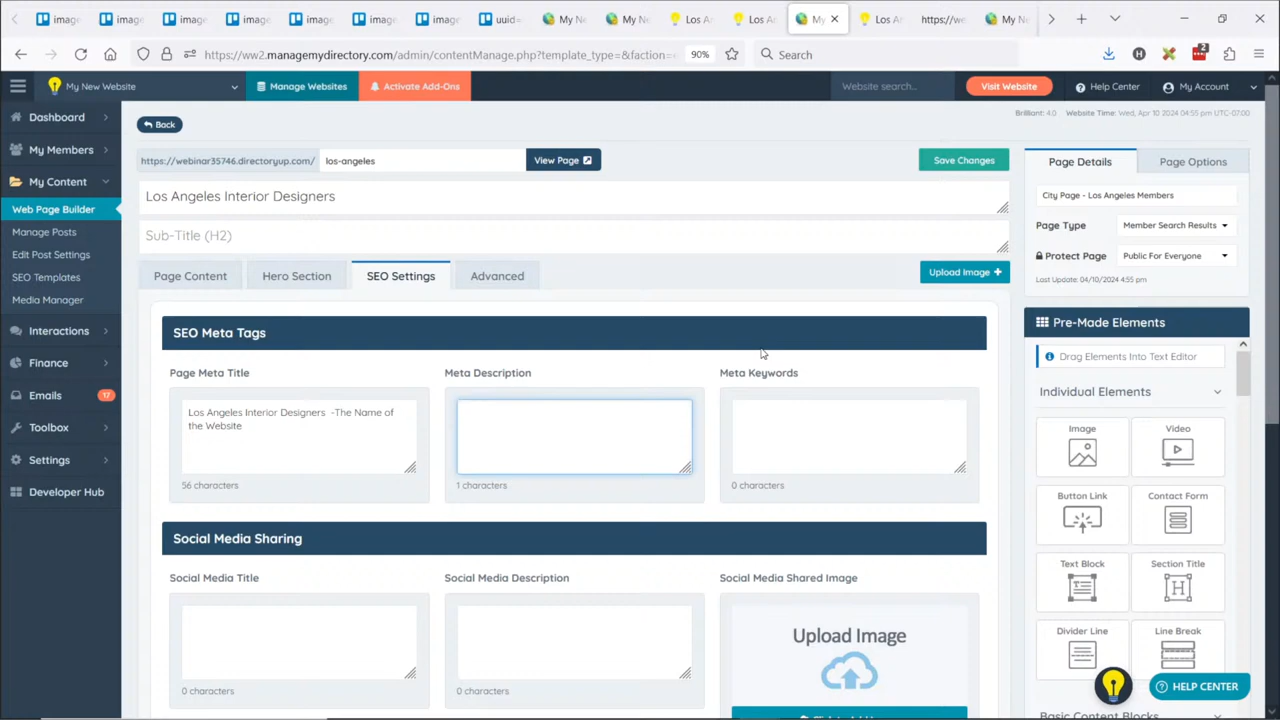 image
image
image
image
image
image
image
uuid=
My Ne
My N
Los A
Los A
My
Los A
https://we
My N
https://ww2.managemydirectory.com/admin/contentManage.php?template_type=&faction=
90%
Search
2
My New Website
Manage Websites
Activate Add-Ons
Website search..
Visit Website
Help Center
My Account
Brilliant: 4.0 Website Time: Wed, Apr 10 2024 04:55 pm UTC-07:00
Dashboard
My Members
My Content
Web Page Builder
Manage Posts
Edit Post Settings
SEO Templates
Media Manager
Interactions
Finance
Emails
17
Toolbox
Settings
Developer Hub
Back
https://webinar35746.directoryup.com/
los-angeles
View Page
Save Changes
Los Angeles Interior Designers
Sub-Title (H2)
Page Content
Hero Section
SEO Settings
Advanced
Upload Image +
SEO Meta Tags
Page Meta Title
Meta Description
Meta Keywords
Los Angeles Interior Designers -The Name of
the Website
56 characters
1 characters
0 characters
Social Media Sharing
Social Media Title
Social Media Description
Social Media Shared Image
Upload Image
0 characters
0 characters
Page Details
Page Options
City Page - Los Angeles Members
Page Type
Member Search Results
Protect Page
Public For Everyone
Last Update: 04/10/2024 4:55 pm
Pre-Made Elements
Drag Elements Into Text Editor
Individual Elements
Image
Video
Button Link
Contact Form
Text Block
Section Title
H
Divider Line
Line Break
HELP CENTER
Basic Content Blocks